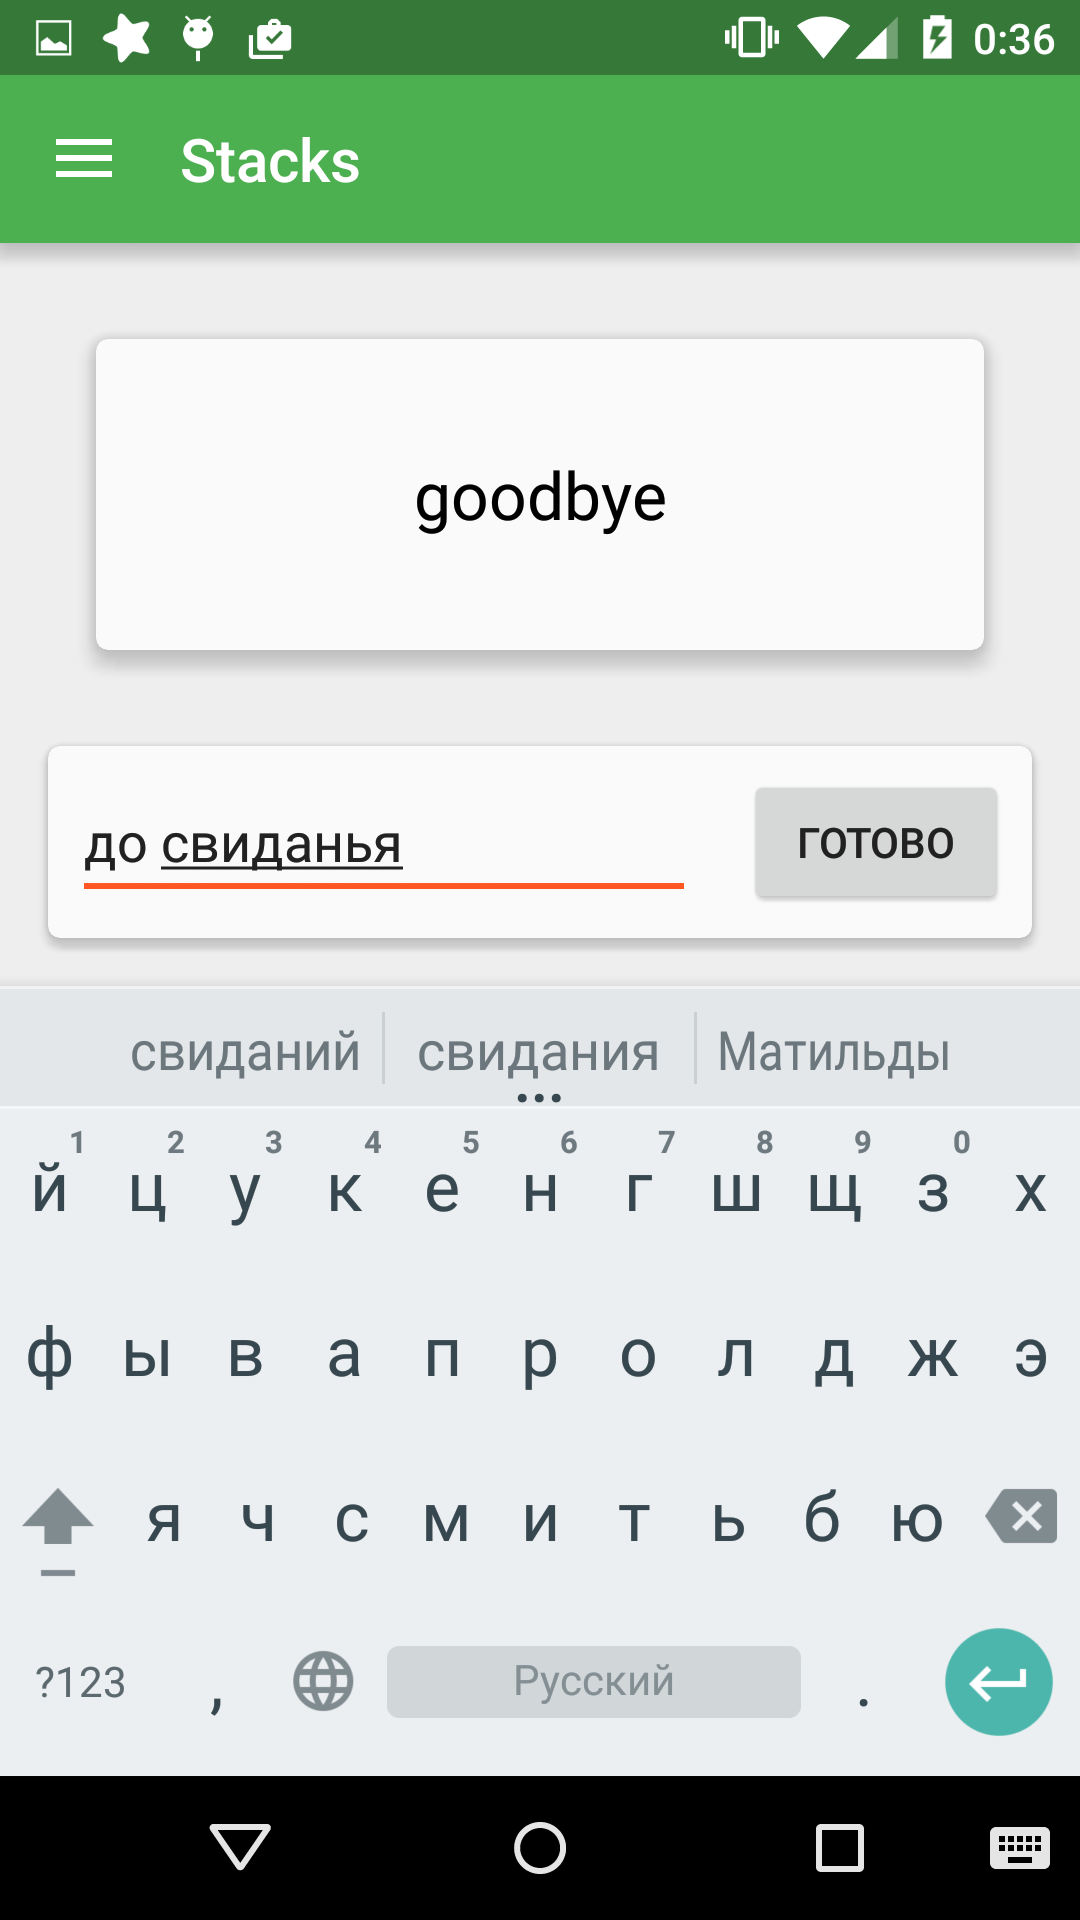 0:36
Stacks
goodbye
до свиданья
ГОТОВО
свиданий свидания Матильды
1 2 3 4 5 6 7 8 9 0
й ц у к е н г ш щ з х
ф ы в а п р о л д ж э
я ч с м и т ь б ю
?123 , Русский .